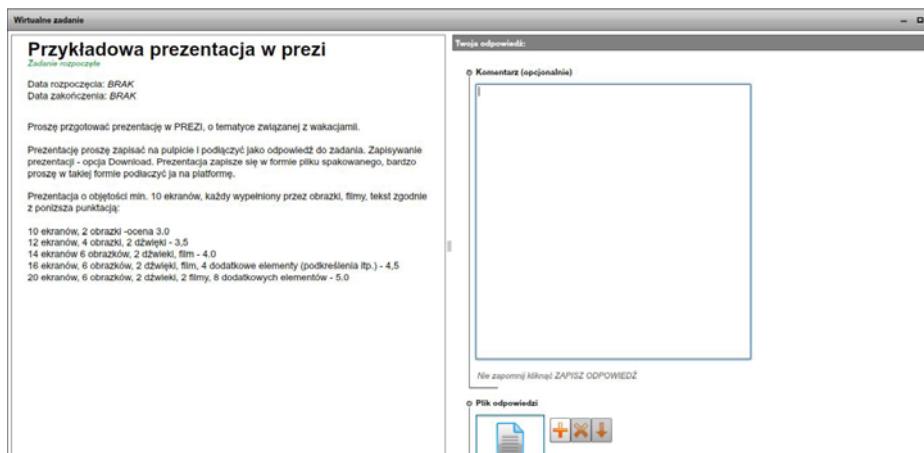 Wirtualne zadanie
Przykładowa prezentacja w prezi
Zadanie rozpoczęte
Data rozpoczęcia: BRAK
Data zakończenia: BRAK
Proszę przgotować prezentację w PREZI, o tematyce związanej z wakacjamii.
Prezentację proszę zapisać na pulpicie i podłączyć jako odpowiedź do zadania. Zapisywanie
prezentacji - opcja Download. Prezentacja zapisze się w formie pliku spakowanego, bardzo
proszę w takiej formie podłaczyć ja na platformę.
Prezentacja o objętości min. 10 ekranów, każdy wypełniony przez obrazki, filmy, tekst zgodnie
z ponizsza punktacją:
10 ekranów, 2 obrazki -ocena 3.0
12 ekranów, 4 obrazki, 2 dźwięki - 3,5
14 ekranów 6 obrazków, 2 dźwieki, film - 4.0
16 ekranów, 6 obrazków, 2 dźwięki, film, 4 dodatkowe elementy (podkreślenia itp.) - 4,5
20 ekranów, 6 obrazków, 2 dźwieki, 2 filmy, 8 dodatkowych elementów - 5.0
Twoja odpowiedź:
Komentarz (opcjonalnie)
Nie zapomnij kliknąć ZAPISZ ODPOWIEDŹ
Plik odpowiedzi